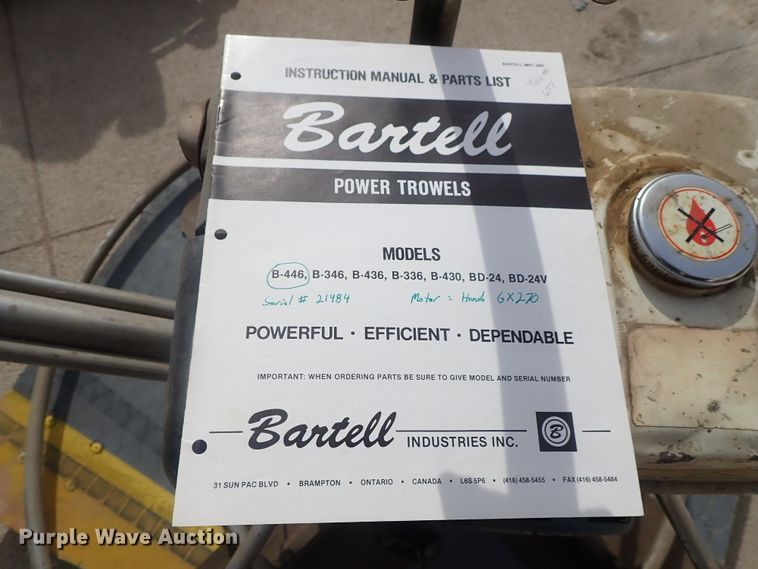 BARTELL IMPL 2000
INSTRUCTION MANUAL & PARTS LIST
Bartell
POWER TROWELS
MODELS
B-446, B-346, B-436, B-336, B-430, BD-24, BD-24V
Serial # 21484 Motor: Honda GX270
POWERFUL · EFFICIENT · DEPENDABLE
IMPORTANT: WHEN ORDERING PARTS BE SURE TO GIVE MODEL AND SERIAL NUMBER
Bartell INDUSTRIES INC. B
31 SUN PAC BLVD • BRAMPTON • ONTARIO • CANADA • L6S 5P6 • (416) 458-5455 • FAX (416) 458-5484
Purple Wave Auction